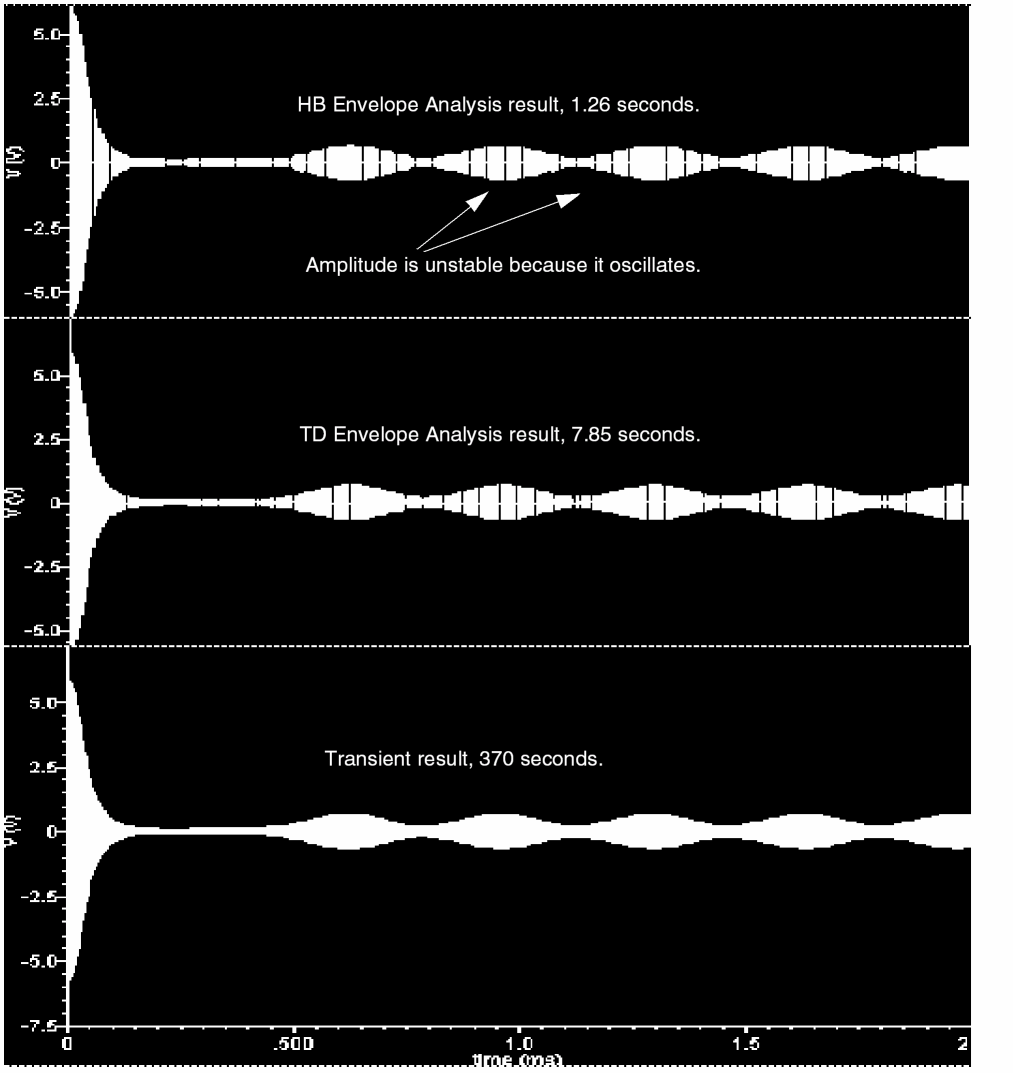 5.0
2.5
0
-2.5
-5.0
HB Envelope Analysis result, 1.26 seconds.
Amplitude is unstable because it oscillates.
5.0
2.5
0
-2.5
-5.0
TD Envelope Analysis result, 7.85 seconds.
5.0
2.5
0
-2.5
-5.0
-7.5
Transient result, 370 seconds.
0 .500 1.0 1.5 2
time (ms)